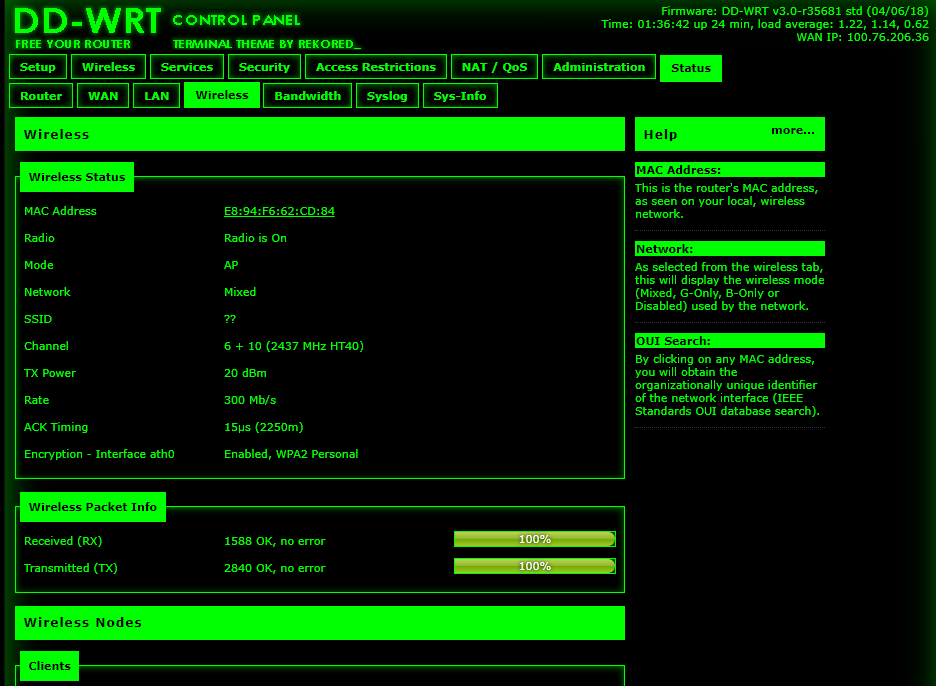 DD-WRT CONTROL PANEL
FREE YOUR ROUTER TERMINAL THEME BY REKORED_
Firmware: DD-WRT v3.0-r35681 std (04/06/18)
Time: 01:36:42 up 24 min, load average: 1.22, 1.14, 0.62
WAN IP: 100.76.206.36
Setup Wireless Services Security Access Restrictions NAT / QoS Administration Status
Router WAN LAN Wireless Bandwidth Syslog Sys-Info
Wireless
Wireless Status
MAC Address E8:94:F6:62:CD:84
Radio Radio is On
Mode AP
Network Mixed
SSID ??
Channel 6 + 10 (2437 MHz HT40)
TX Power 20 dBm
Rate 300 Mb/s
ACK Timing 15µs (2250m)
Encryption - Interface ath0 Enabled, WPA2 Personal
Wireless Packet Info
Received (RX) 1588 OK, no error 100%
Transmitted (TX) 2840 OK, no error 100%
Wireless Nodes
Clients
Help more...
MAC Address:
This is the router's MAC address,
as seen on your local, wireless
network.
Network:
As selected from the wireless tab,
this will display the wireless mode
(Mixed, G-Only, B-Only or
Disabled) used by the network.
OUI Search:
By clicking on any MAC address,
you will obtain the
organizationally unique identifier
of the network interface (IEEE
Standards OUI database search).